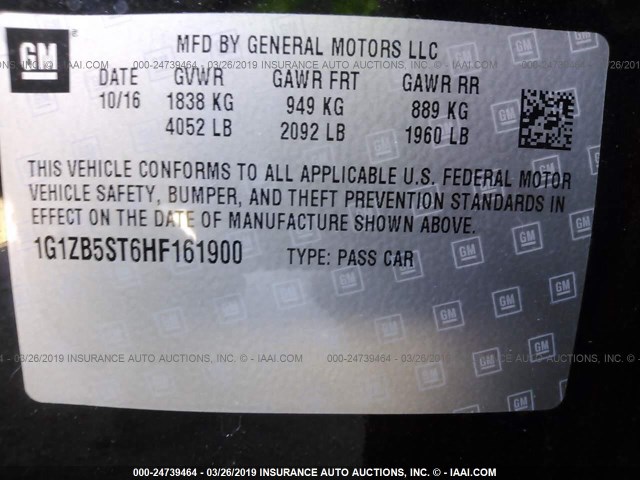 GM
MFD BY GENERAL MOTORS LLC
DATE GVWR GAWR FRT GAWR RR
10/16 1838 KG 949 KG 889 KG
4052 LB 2092 LB 1960 LB
THIS VEHICLE CONFORMS TO ALL APPLICABLE U.S. FEDERAL MOTOR
VEHICLE SAFETY, BUMPER, AND THEFT PREVENTION STANDARDS IN
EFFECT ON THE DATE OF MANUFACTURE SHOWN ABOVE.
1G1ZB5ST6HF161900 TYPE: PASS CAR
000-24739464 - 03/26/2019 INSURANCE AUTO AUCTIONS, INC. - © IAAI.COM